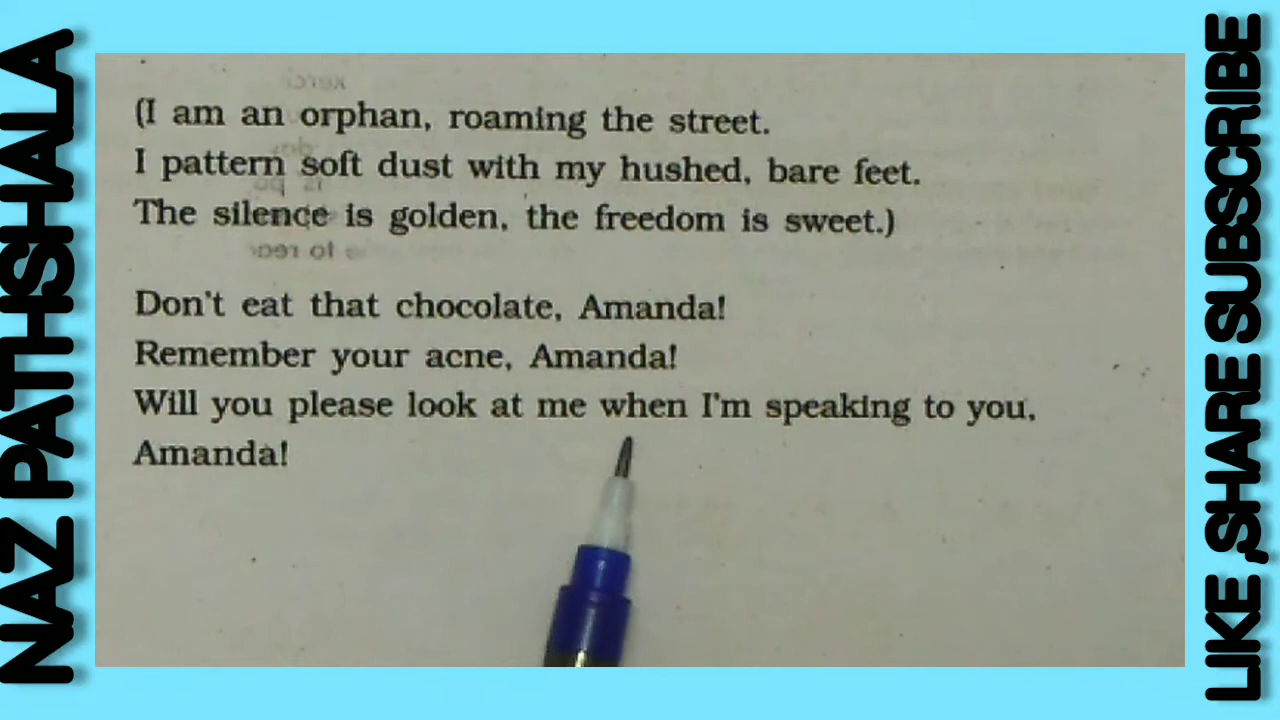 NAZ PATHSHALA
(I am an orphan, roaming the street.
I pattern soft dust with my hushed, bare feet.
The silence is golden, the freedom is sweet.)
Don't eat that chocolate, Amanda!
Remember your acne, Amanda!
Will you please look at me when I'm speaking to you,
Amanda!
LIKE ,SHARE SUBSCRIBE